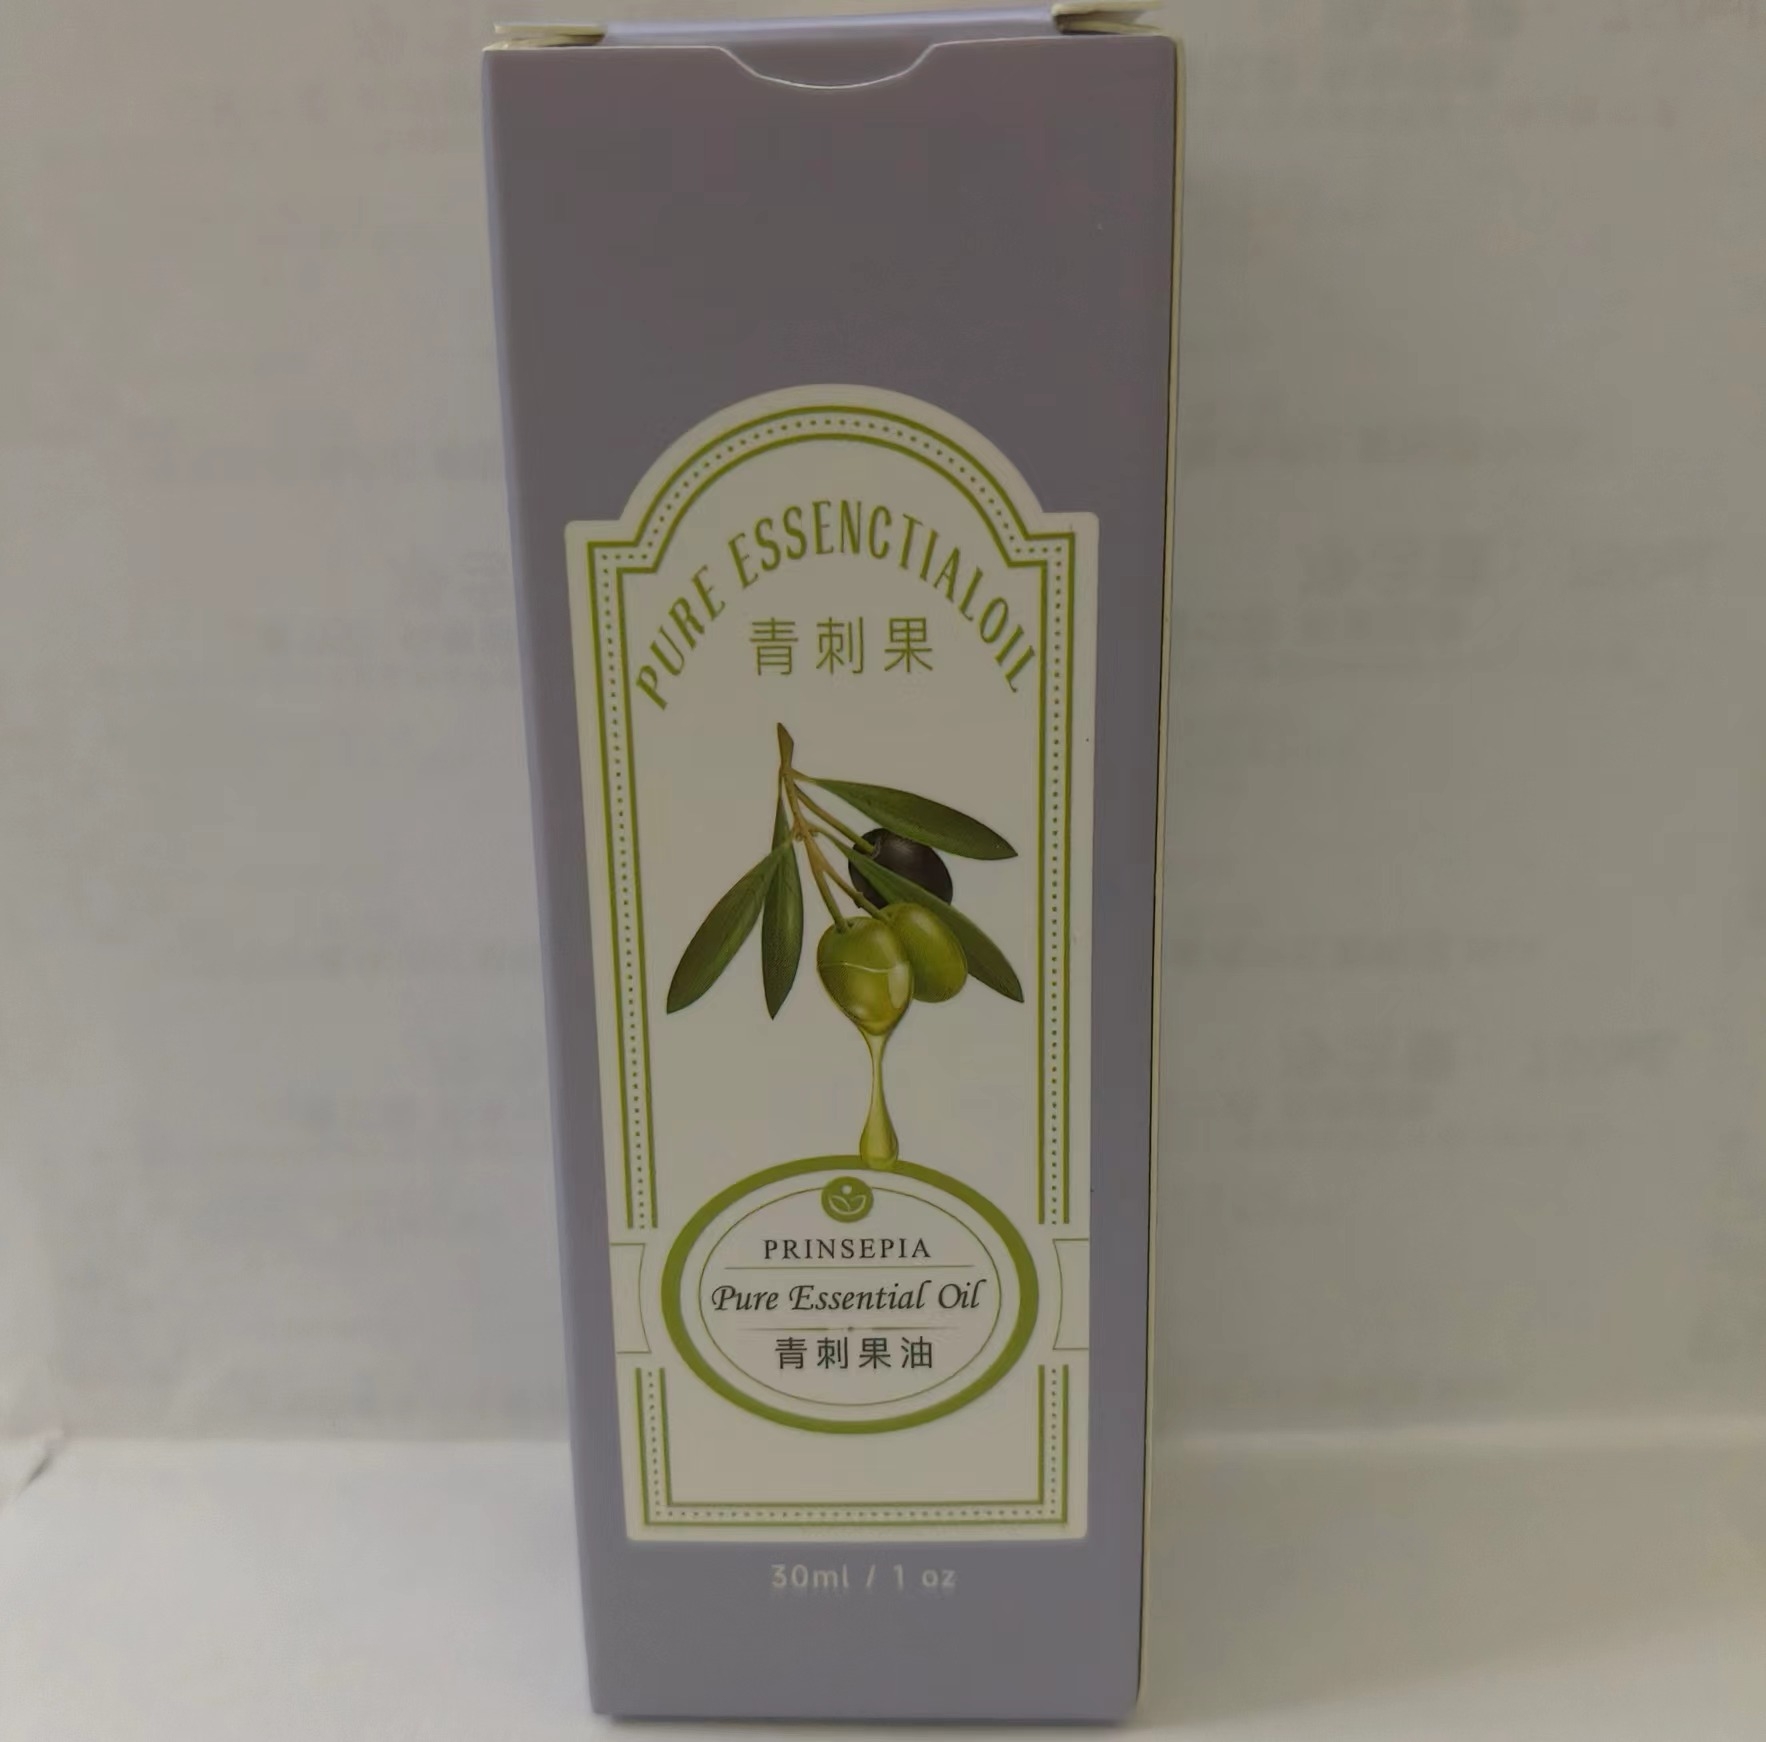 PURE ESSENCTIALOIL
青刺果
PRINSEPIA
Pure Essential Oil
青刺果油
30ml / 1 oz